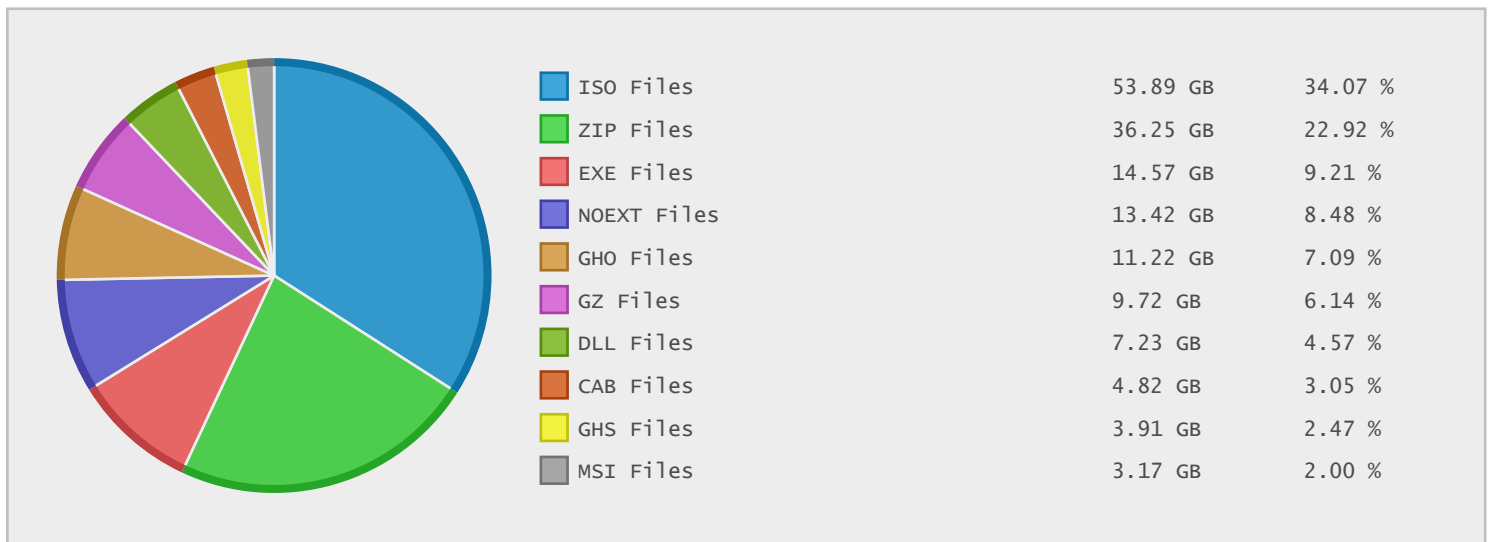 ISO Files 53.89 GB 34.07 %
ZIP Files 36.25 GB 22.92 %
EXE Files 14.57 GB 9.21 %
NOEXT Files 13.42 GB 8.48 %
GHO Files 11.22 GB 7.09 %
GZ Files 9.72 GB 6.14 %
DLL Files 7.23 GB 4.57 %
CAB Files 4.82 GB 3.05 %
GHS Files 3.91 GB 2.47 %
MSI Files 3.17 GB 2.00 %